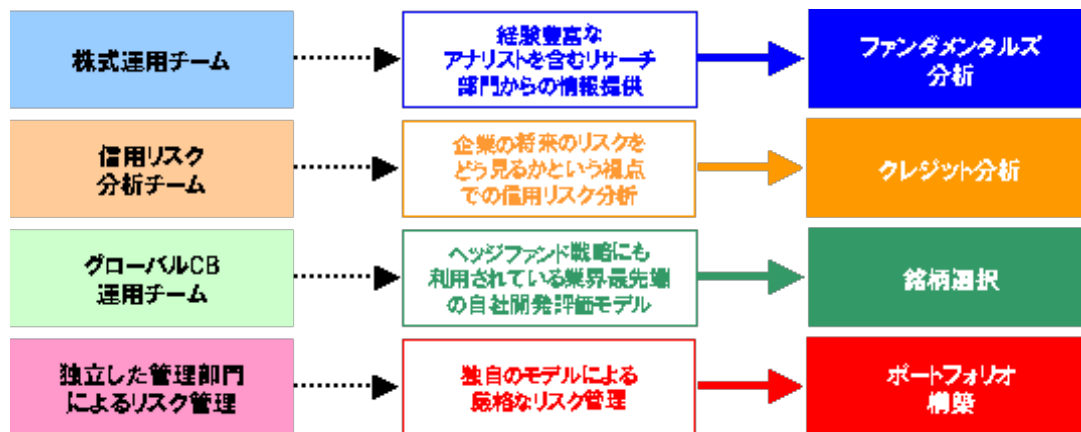 株式運用チーム
経験豊富な
アナリストを含むリサーチ
部門からの情報提供
ファンダメンタルズ
分析
信用リスク
分析チーム
企業の将来のリスクを
どう見るかという視点
での信用リスク分析
クレジット分析
グローバルCB
運用チーム
ヘッジファンド戦略にも
利用されている業界最先端
の自社開発評価モデル
銘柄選択
独立した管理部門
によるリスク管理
独自のモデルによる
厳格なリスク管理
ポートフォリオ
構築